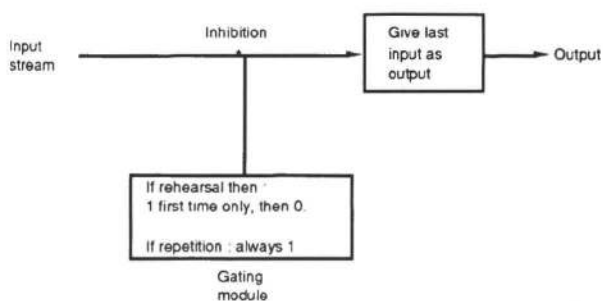 Inhibition
Input
stream
Give last
input as
output
Output
If rehearsal then :
1 first time only, then 0.
If repetition : always 1
Gating
module